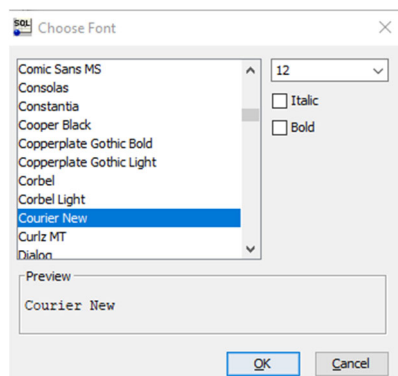 SQL Choose Font
Comic Sans MS
Consolas
Constantia
Cooper Black
Copperplate Gothic Bold
Copperplate Gothic Light
Corbel
Corbel Light
Courier New
Curlz MT
Dialog
12
Italic
Bold
Preview
Courier New
OK
Cancel